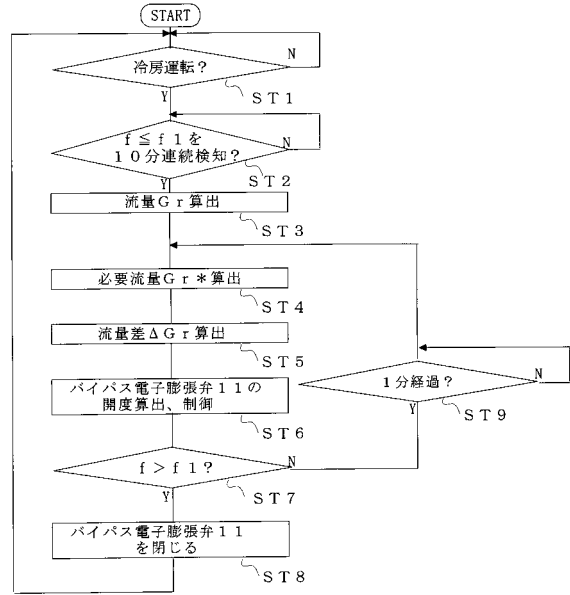 START
冷房運転?
N
Y
ST1
f≦f1を
10分連続検知?
N
Y
ST2
流量Gr算出
ST3
必要流量Gr*算出
ST4
流量差ΔGr算出
ST5
バイパス電子膨張弁11の
開度算出、制御
ST6
1分経過?
N
Y
ST9
f>f1?
N
Y
ST7
バイパス電子膨張弁11
を閉じる
ST8